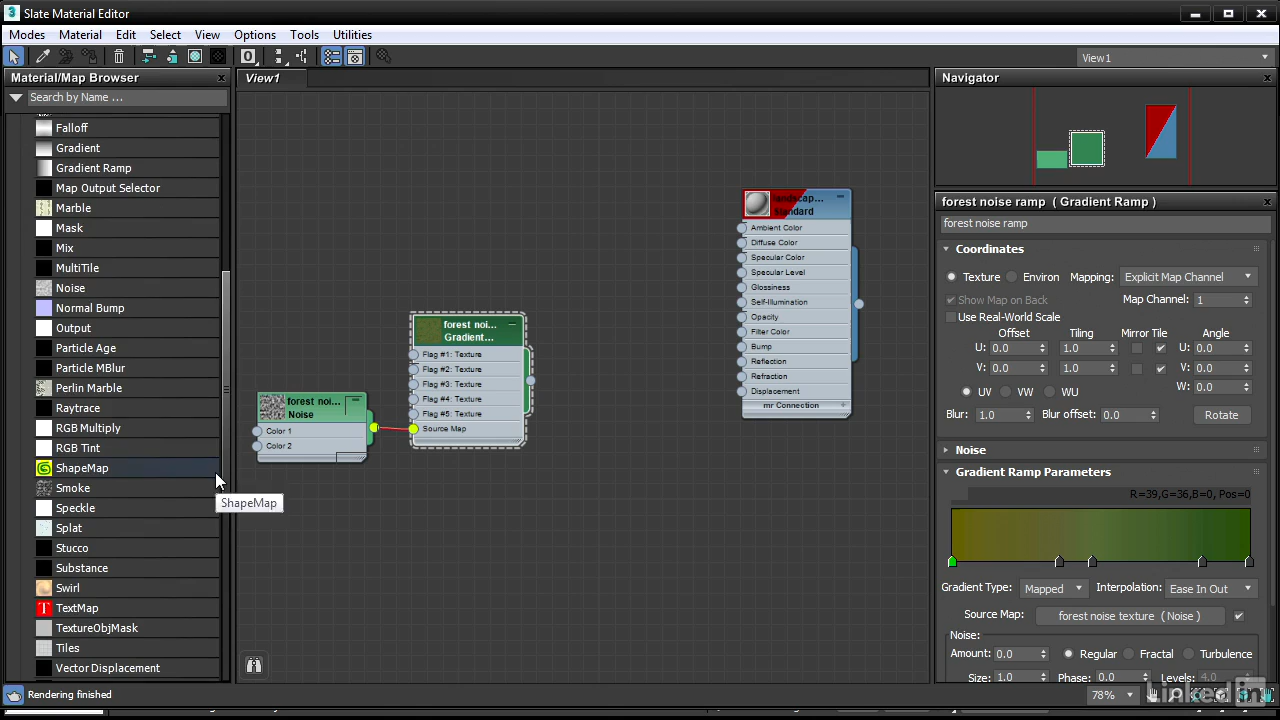 3 Slate Material Editor
Modes Material Edit Select View Options Tools Utilities
0
View1
Material/Map Browser
Search by Name ...
Falloff
Gradient
Gradient Ramp
Map Output Selector
Marble
Mask
Mix
MultiTile
Noise
Normal Bump
Output
Particle Age
Particle MBlur
Perlin Marble
Raytrace
RGB Multiply
RGB Tint
ShapeMap
Smoke
Speckle
Splat
Stucco
Substance
Swirl
T TextMap
TextureObjMask
Tiles
Vector Displacement
Rendering finished
View1
ShapeMap
forest noi...
Noise
Color 1
Color 2
forest noi...
Gradient...
Flag #1: Texture
Flag #2: Texture
Flag #3: Texture
Flag #4: Texture
Flag #5: Texture
Source Map
landscap...
Standard
Ambient Color
Diffuse Color
Specular Color
Specular Level
Glossiness
Self-Illumination
Opacity
Filter Color
Bump
Reflection
Refraction
Displacement
mr Connection +
Navigator
forest noise ramp ( Gradient Ramp )
forest noise ramp
Coordinates
Texture Environ Mapping: Explicit Map Channel
Show Map on Back Map Channel: 1
Use Real-World Scale
Offset Tiling Mirror Tile Angle
U: 0.0 1.0 U: 0.0
V: 0.0 1.0 V: 0.0
UV VW WU W: 0.0
Blur: 1.0 Blur offset: 0.0 Rotate
Noise
Gradient Ramp Parameters
R=39,G=36,B=0, Pos=0
Gradient Type: Mapped Interpolation: Ease In Out
Source Map: forest noise texture ( Noise )
Noise:
Amount: 0.0 Regular Fractal Turbulence
Size: 1.0 Phase: 0.0 Levels: 4.0
78%
Linked in